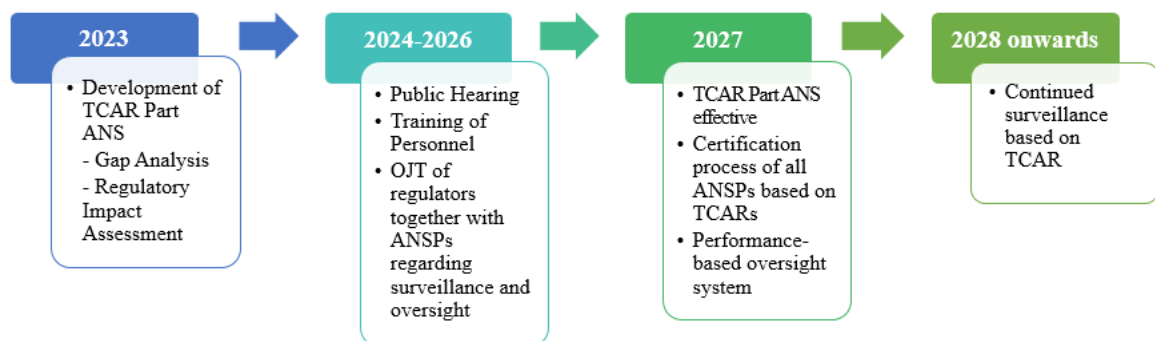 2023
• Development of
TCAR Part
ANS
- Gap Analysis
- Regulatory
Impact
Assessment
2024-2026
• Public Hearing
• Training of
Personnel
• OJT of
regulators
together with
ANSPs
regarding
surveillance and
oversight
2027
• TCAR Part ANS
effective
• Certification
process of all
ANSPs based on
TCARs
• Performance-
based oversight
system
2028 onwards
• Continued
surveillance
based on
TCAR